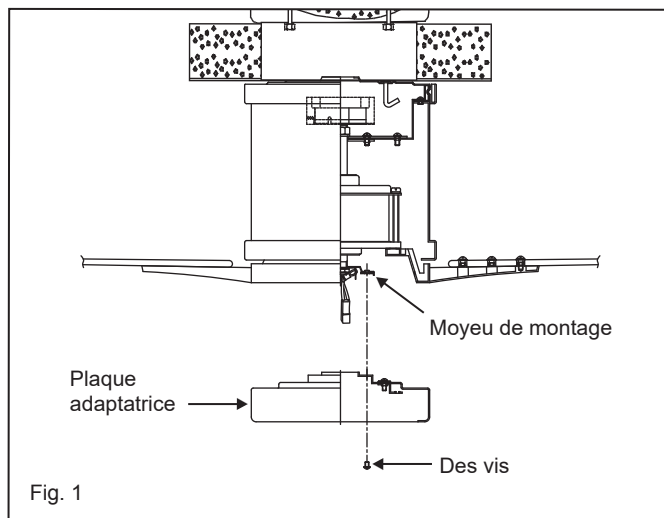 Moyeu de montage
Plaque
adaptatrice
Des vis
Fig. 1